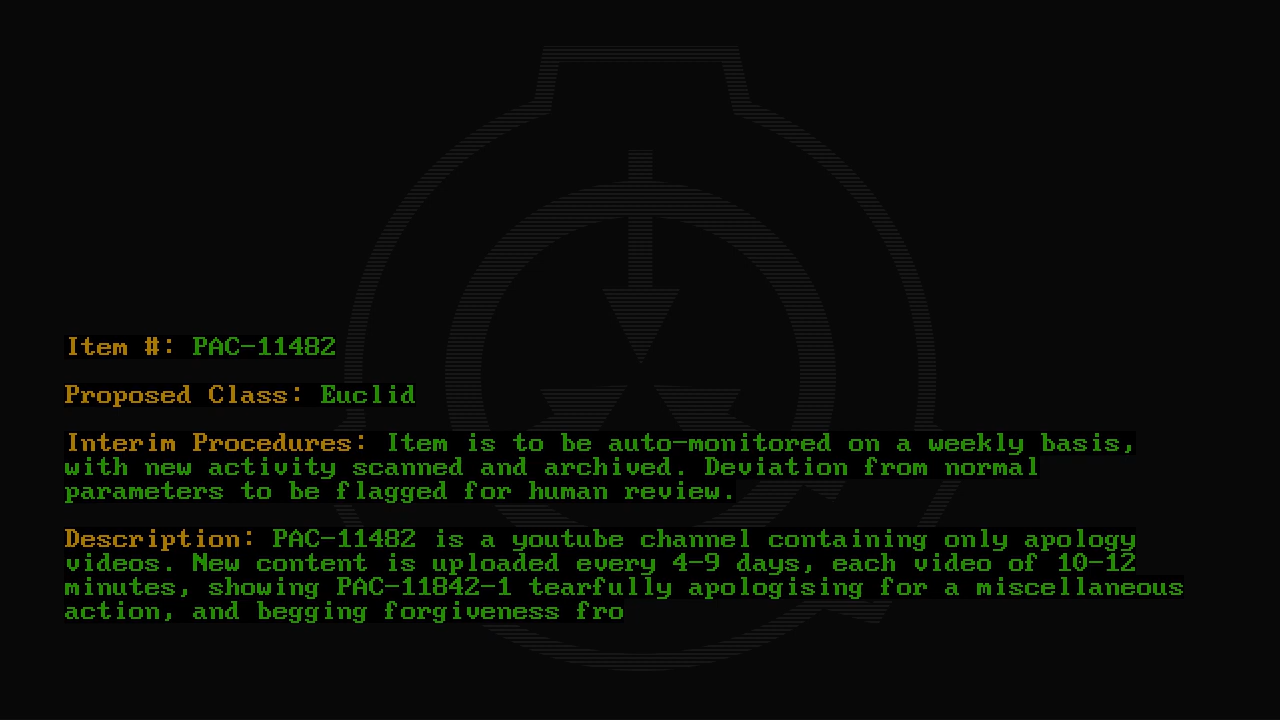 Item #: PAC-11482
Proposed Class: Euclid
Interim Procedures: Item is to be auto-monitored on a weekly basis,
with new activity scanned and archived. Deviation from normal
parameters to be flagged for human review.
Description: PAC-11482 is a youtube channel containing only apology
videos. New content is uploaded every 4-9 days, each video of 10-12
minutes, showing PAC-11842-1 tearfully apologising for a miscellaneous
action, and begging forgiveness fro